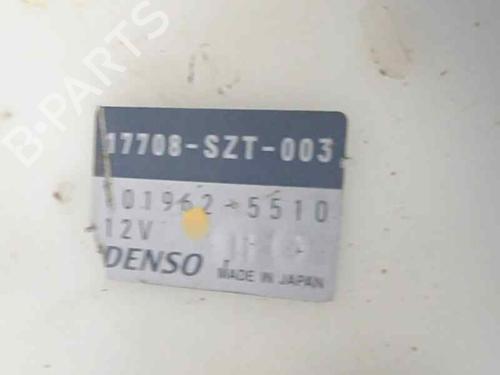 B-PARTS
17708-SZT-003
101962-5510
12V
DENSO
MADE IN JAPAN